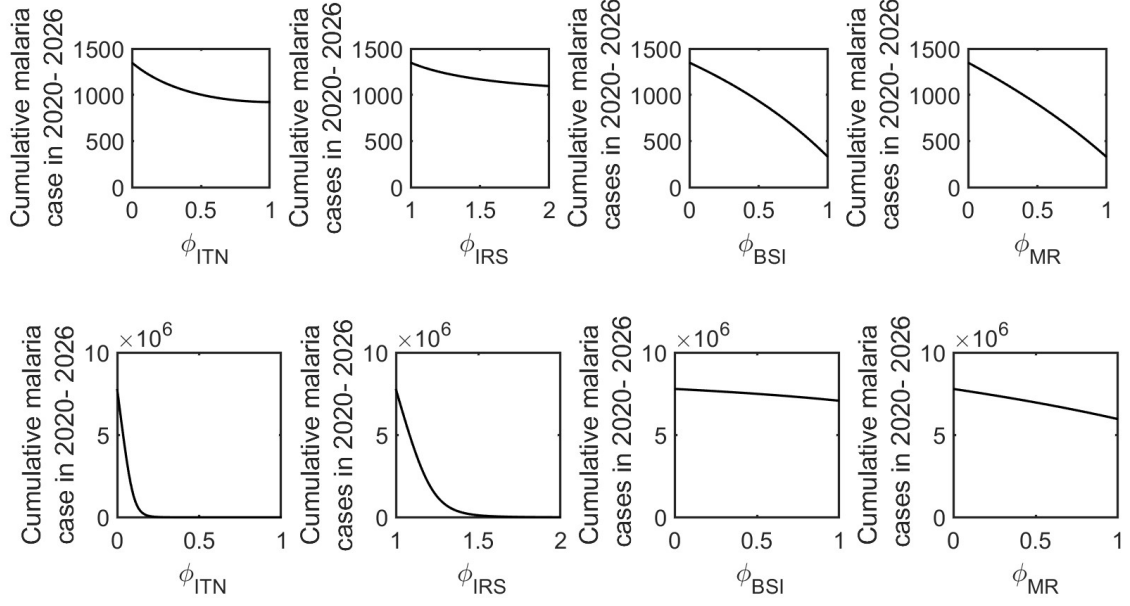 Cumulative malaria
case in 2020- 2026
1500
1000
500
0
0 0.5 1
ϕITN
Cumulative malaria
cases in 2020- 2026
1500
1000
500
0
1 1.5 2
ϕIRS
Cumulative malaria
cases in 2020- 2026
1500
1000
500
0
0 0.5 1
ϕBSI
Cumulative malaria
cases in 2020- 2026
1500
1000
500
0
0 0.5 1
ϕMR
Cumulative malaria
case in 2020- 2026
×10^6
10
5
0
0 0.5 1
ϕITN
Cumulative malaria
cases in 2020- 2026
×10^6
10
5
0
1 1.5 2
ϕIRS
Cumulative malaria
cases in 2020- 2026
×10^6
10
5
0
0 0.5 1
ϕBSI
Cumulative malaria
cases in 2020- 2026
×10^6
10
5
0
0 0.5 1
ϕMR